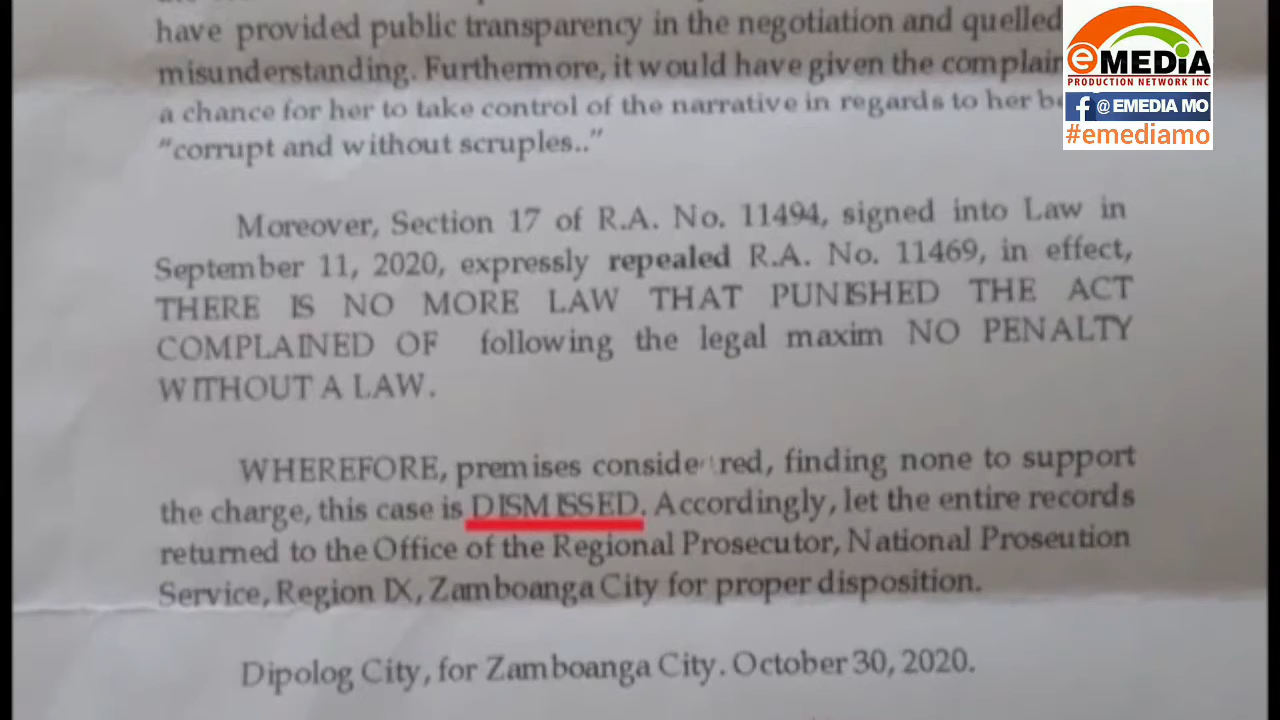 have provided public transparency in the negotiation and quelled
misunderstanding. Furthermore, it would have given the complain
a chance for her to take control of the narrative in regards to her be
"corrupt and without scruples.."
Moreover, Section 17 of R.A. No. 11494, signed into Law in
September 11, 2020, expressly repealed R.A. No. 11469, in effect,
THERE IS NO MORE LAW THAT PUNISHED THE ACT
COMPLAINED OF following the legal maxim NO PENALTY
WITHOUT A LAW.
WHEREFORE, premises considered, finding none to support
the charge, this case is DISMISSED. Accordingly, let the entire records
returned to the Office of the Regional Prosecutor, National Proseution
Service, Region IX, Zamboanga City for proper disposition.
Dipolog City, for Zamboanga City. October 30, 2020.
eMEDIA
PRODUCTION NETWORK INC
f @ EMEDIA MO
#emediamo